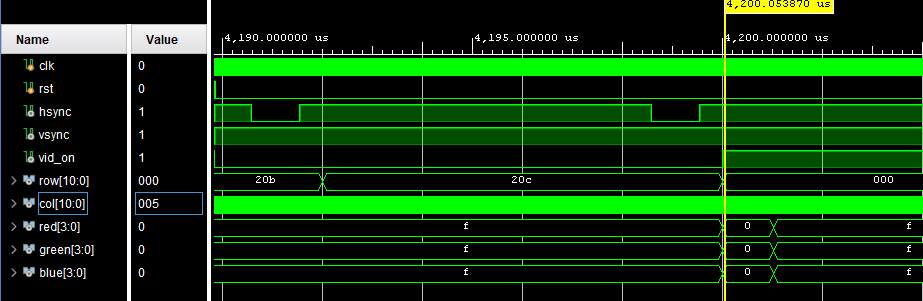 4,200.053870 us
Name Value
4,190.000000 us 4,195.000000 us 4,200.000000 us
clk 0
rst 0
hsync 1
vsync 1
vid_on 1
row[10:0] 000 20b 20c 000
col[10:0] 005
red[3:0] 0 f 0 f
green[3:0] 0 f 0 f
blue[3:0] 0 f 0 f